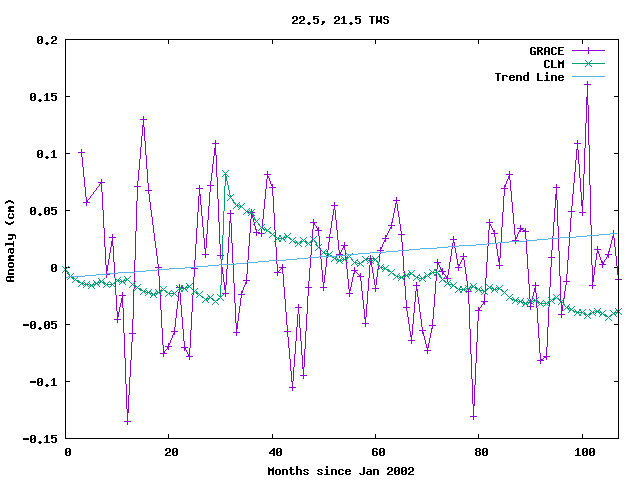 22.5, 21.5 TWS
GRACE
CLM
Trend Line
0.2
0.15
0.1
0.05
0
-0.05
-0.1
-0.15
Anomaly (cm)
0 20 40 60 80 100
Months since Jan 2002